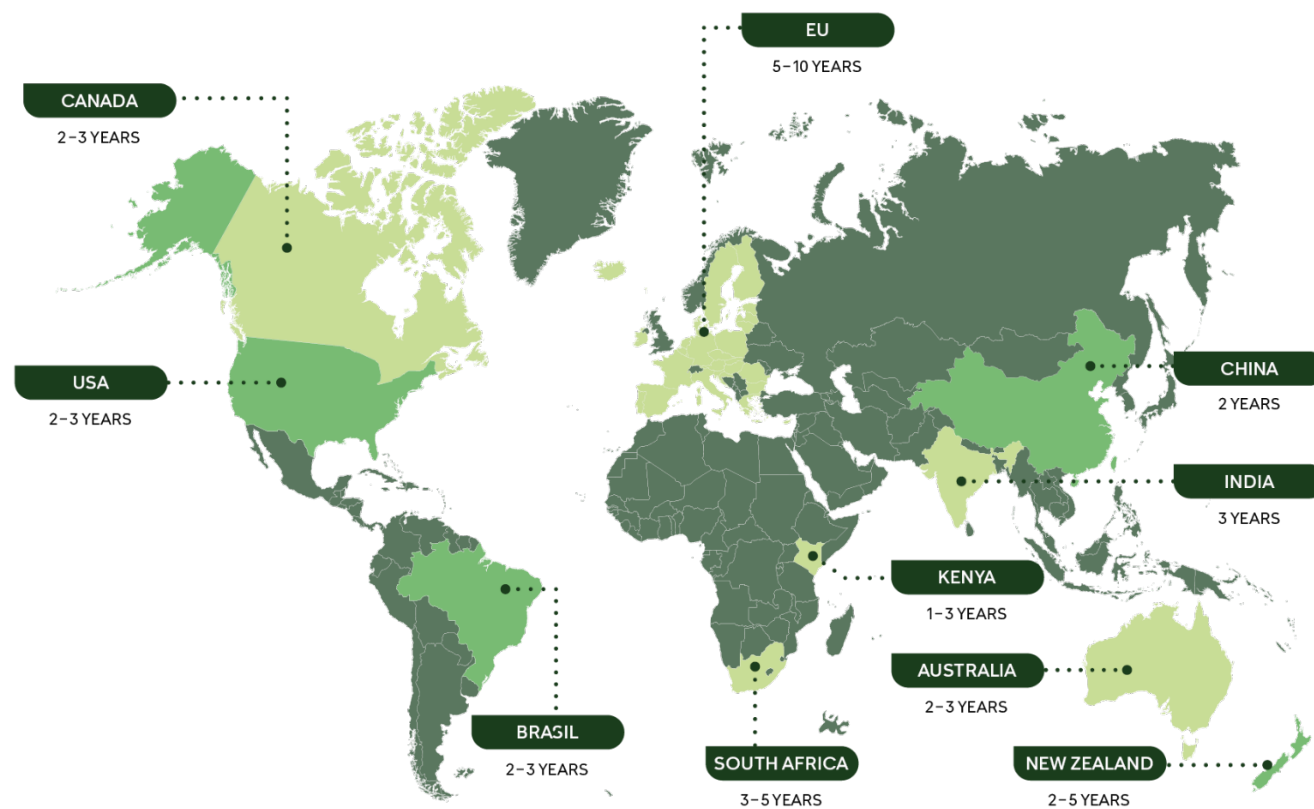 EU
5–10 YEARS
CANADA
2–3 YEARS
USA
2–3 YEARS
CHINA
2 YEARS
INDIA
3 YEARS
KENYA
1–3 YEARS
AUSTRALIA
2–3 YEARS
BRASIL
2–3 YEARS
SOUTH AFRICA
3–5 YEARS
NEW ZEALAND
2–5 YEARS